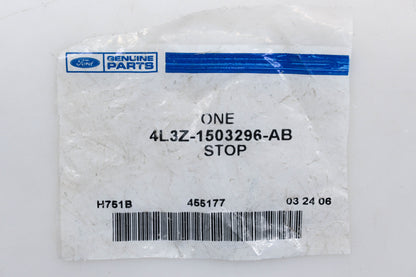 Ford GENUINE PARTS
ONE
4L3Z-1503296-AB
STOP
H751B 455177 03 24 06